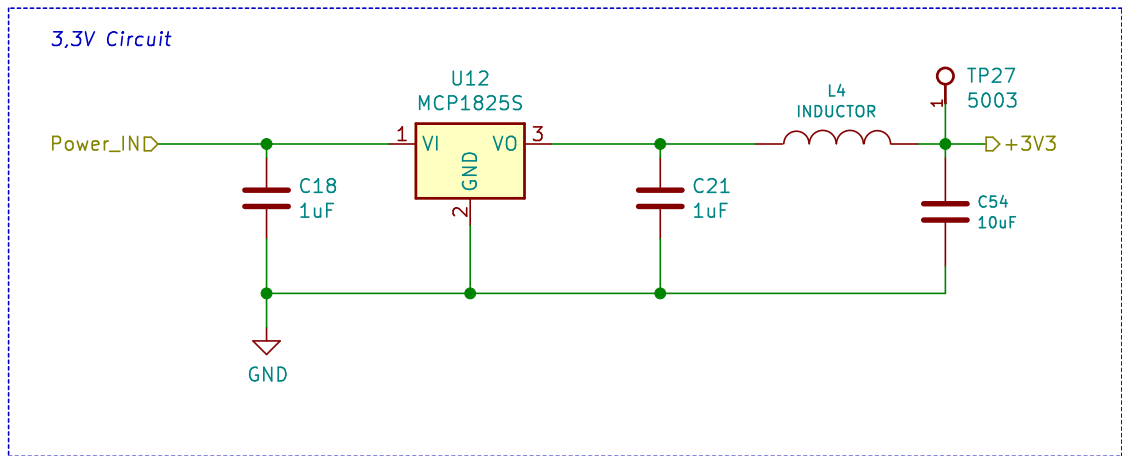 3,3V Circuit
U12
MCP1825S
TP27
5003
L4
INDUCTOR
1
Power_IN
1
VI
VO
3
+3V3
GND
2
C18
1uF
C21
1uF
C54
10uF
GND